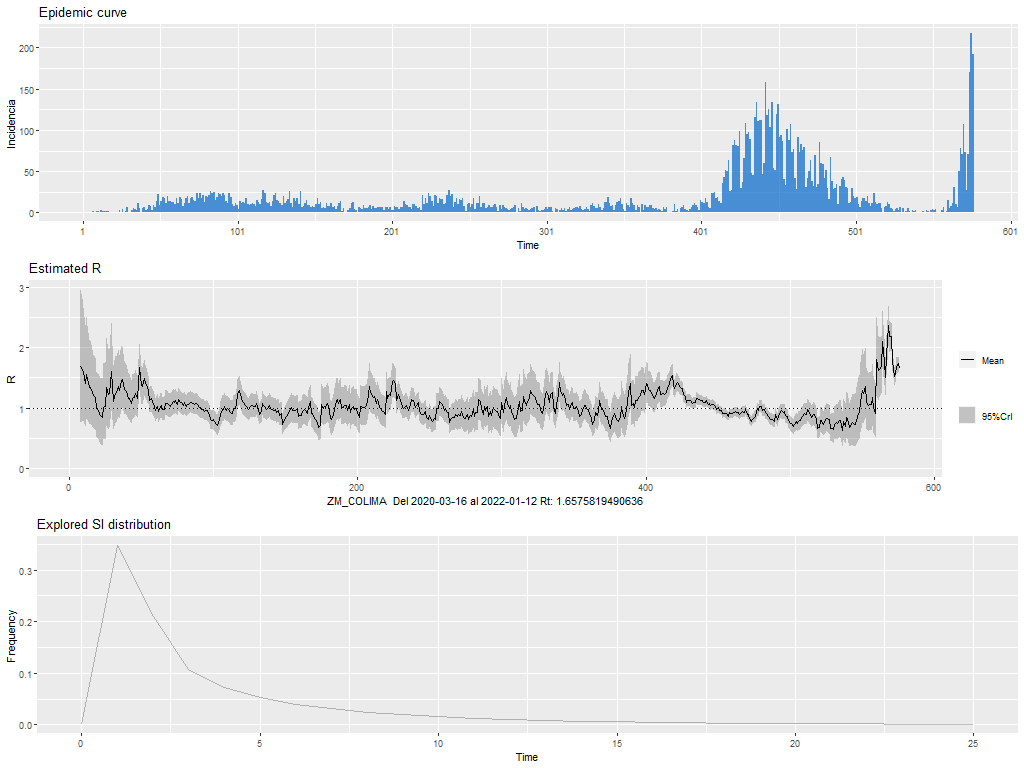 Epidemic curve
200
150
100
50
0
Incidencia
1
101
201
301
401
501
601
Time
Estimated R
3
2
1
0
R
Mean
95%CrI
0
200
400
600
ZM_COLIMA Del 2020-03-16 al 2022-01-12 Rt: 1.6575819490636
Explored SI distribution
0.3
0.2
0.1
0.0
Frequency
0
5
10
15
20
25
Time